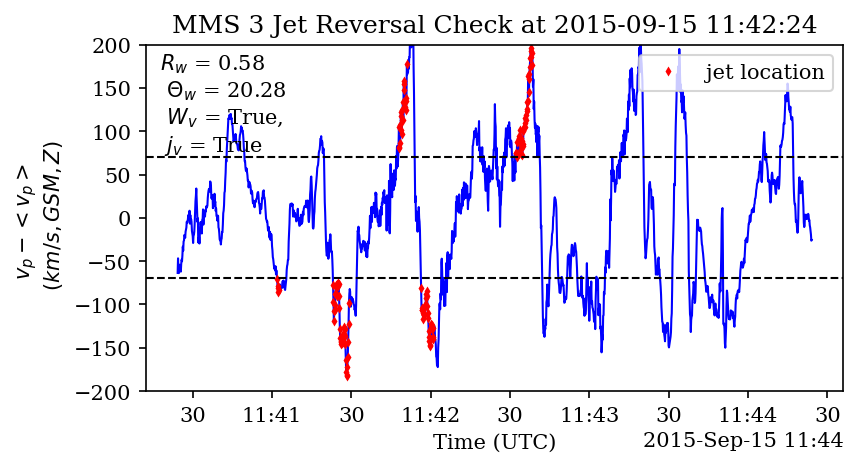 MMS 3 Jet Reversal Check at 2015-09-15 11:42:24
R_w = 0.58
Θ_w = 20.28
W_v = True,
j_v = True
jet location
v_p − < v_p >
(km/s, GSM, Z)
200
150
100
50
0
−50
−100
−150
−200
30 11:41 30 11:42 30 11:43 30 11:44 30
Time (UTC)
2015-Sep-15 11:44